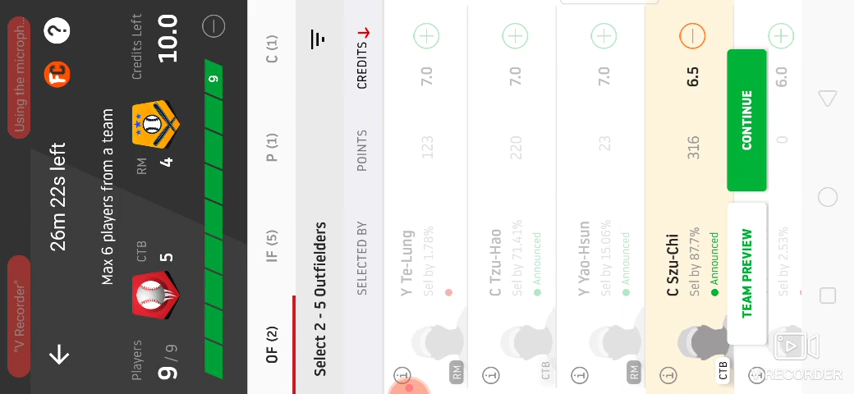 "V Recorder"
Using the microph...
26m 22s left
FC
?
Max 6 players from a team
Players
9 / 9
CTB
5
RM
4
Credits Left
10.0
9
OF (2)
IF (5)
P (1)
C (1)
Select 2 - 5 Outfielders
SELECTED BY
POINTS
CREDITS
Y Te-Lung
Sel by 1.78%
123
7.0
RM
C Tzu-Hao
Sel by 71.41%
Announced
220
7.0
CTB
Y Yao-Hsun
Sel by 15.06%
Announced
23
7.0
RM
C Szu-Chi
Sel by 87.7%
Announced
316
6.5
CTB
Sel by 2.53%
0
6.0
TEAM PREVIEW
CONTINUE